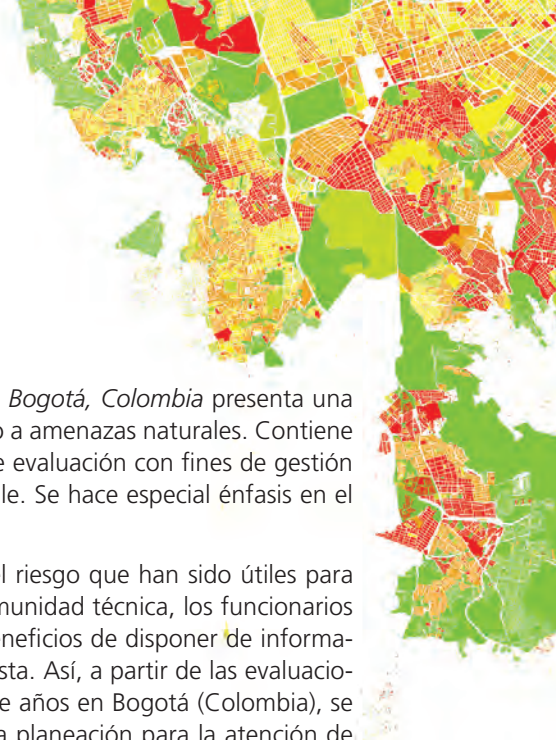 Bogotá, Colombia presenta una
a amenazas naturales. Contiene
evaluación con fines de gestión
le. Se hace especial énfasis en el
l riesgo que han sido útiles para
munidad técnica, los funcionarios
eneficios de disponer de informa-
sta. Así, a partir de las evaluacio-
e años en Bogotá (Colombia), se
a planeación para la atención de